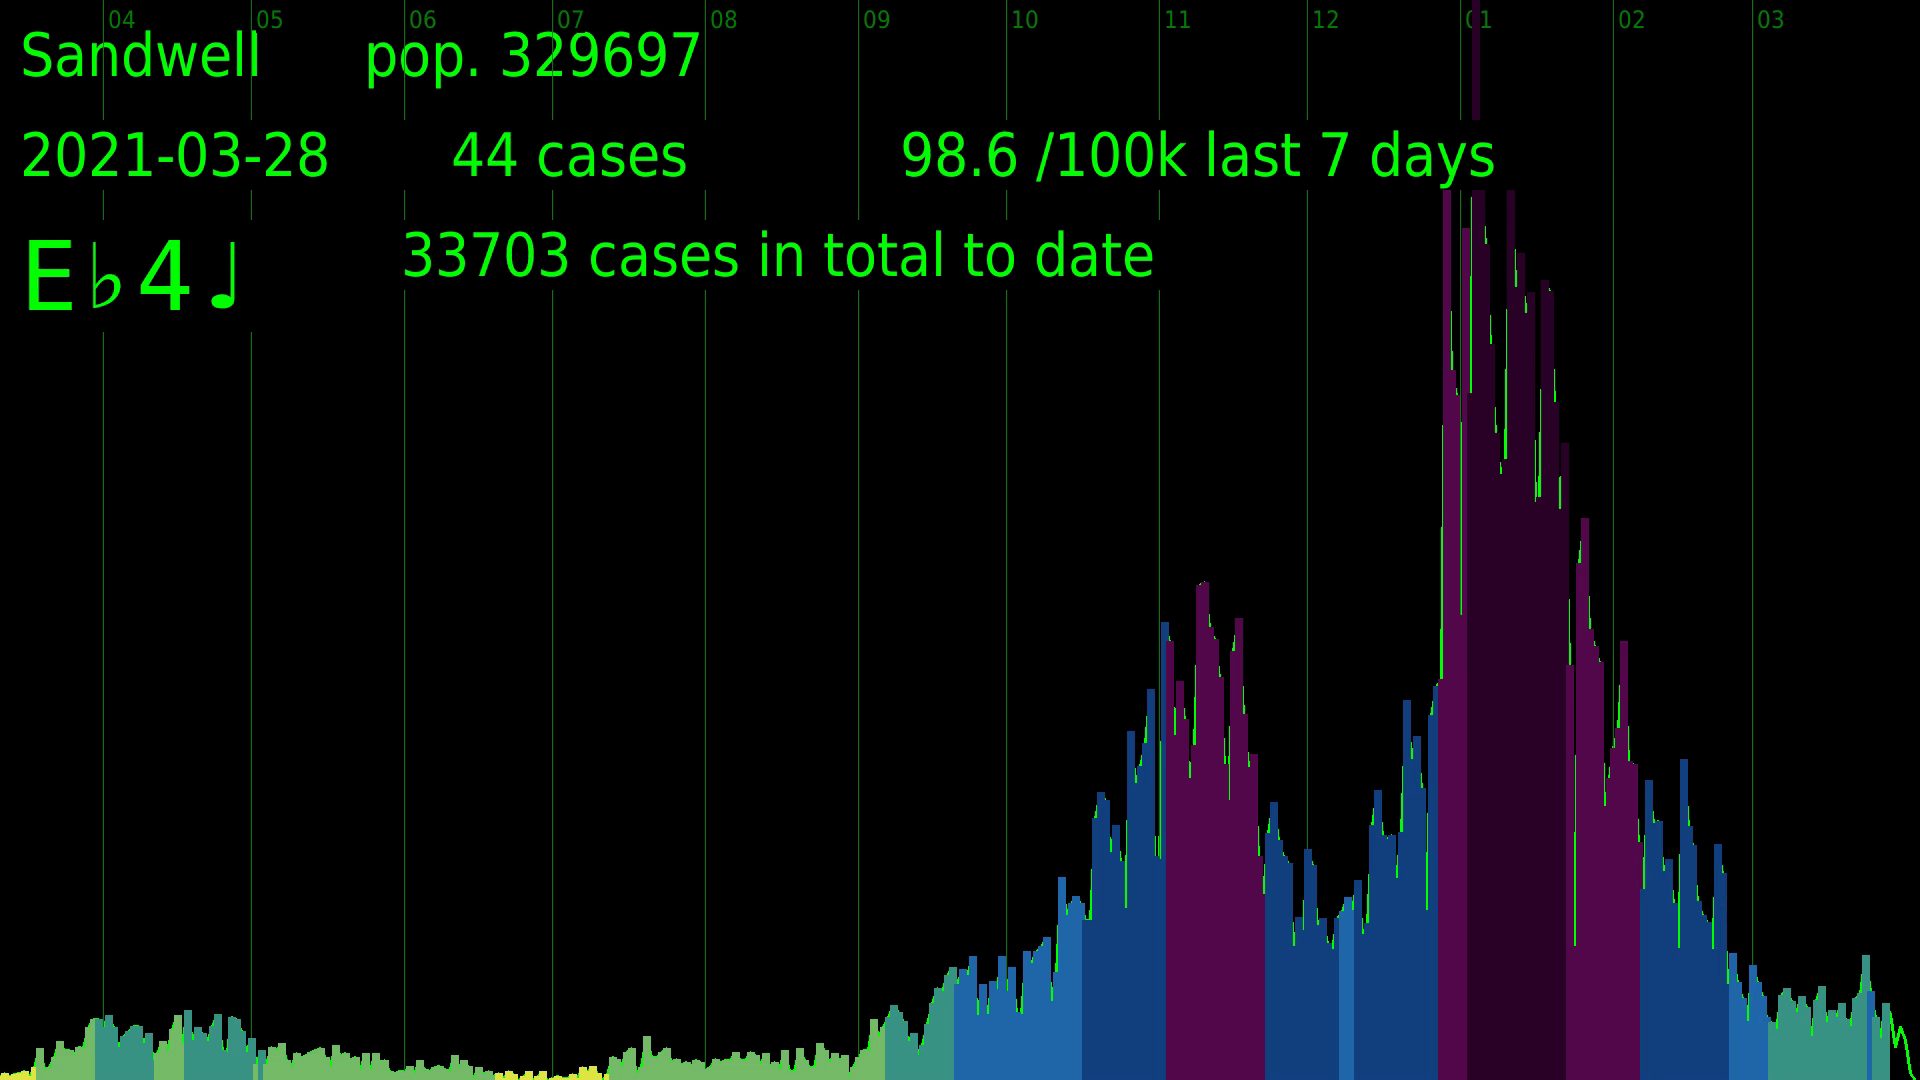 04 05 06 07 08 09 10 11 12 01 02 03
Sandwell pop. 329697
2021-03-28 44 cases 98.6 /100k last 7 days
E♭4♩ 33703 cases in total to date